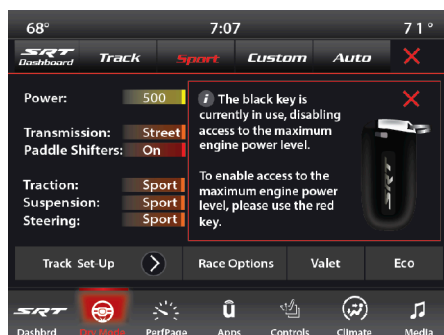 68° 7:07 71°
SRT Dashboard Track Sport Custom Auto
Power: 500
Transmission: Street
Paddle Shifters: On
Traction: Sport
Suspension: Sport
Steering: Sport
i The black key is
currently in use, disabling
access to the maximum
engine power level.
To enable access to the
maximum engine power
level, please use the red
key.
SRT
Track Set-Up Race Options Valet Eco
SRT
Dashbrd Drv Mode PerfPage Apps Controls Climate Media